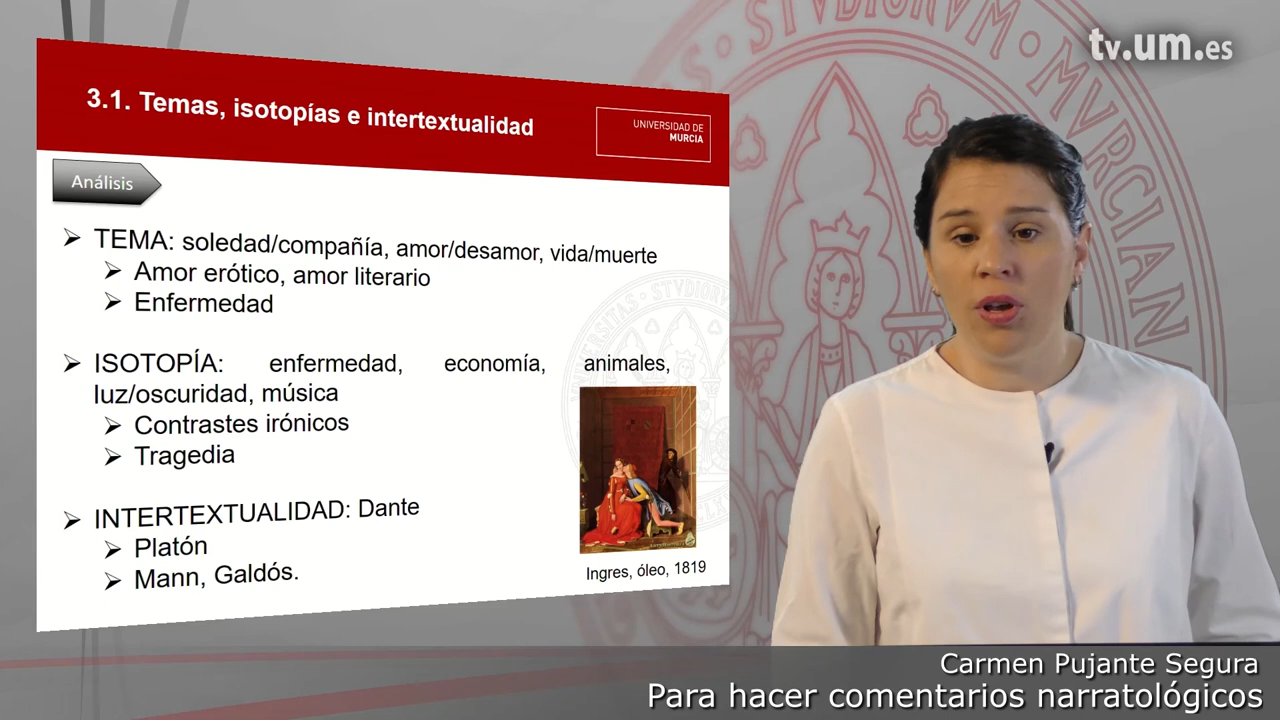 tv.um.es
3.1. Temas, isotopías e intertextualidad
UNIVERSIDAD DE
MURCIA
Análisis
TEMA: soledad/compañía, amor/desamor, vida/muerte
Amor erótico, amor literario
Enfermedad
ISOTOPÍA: enfermedad, economía, animales,
luz/oscuridad, música
Contrastes irónicos
Tragedia
INTERTEXTUALIDAD: Dante
Platón
Mann, Galdós.
Ingres, óleo, 1819
Carmen Pujante Segura
Para hacer comentarios narratológicos